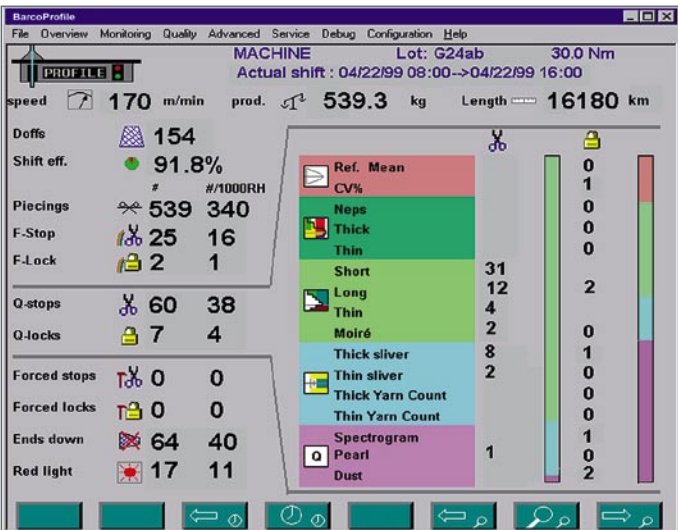 BarcoProfile
File Overview Monitoring Quality Advanced Service Debug Configuration Help
MACHINE Lot: G24ab 30.0 Nm
PROFILE Actual shift : 04/22/99 08:00-->04/22/99 16:00
speed 170 m/min prod. 539.3 kg Length 16180 km
Doffs 154
Shift eff. 91.8%
# #/1000RH
Piecings 539 340
F-Stop 25 16
F-Lock 2 1
Q-stops 60 38
Q-locks 7 4
Forced stops 0 0
Forced locks 0 0
Ends down 64 40
Red light 17 11
Ref. Mean 0
CV% 1
Neps 0
Thick 0
Thin 0
Short 31
Long 12 2
Thin 4
Moiré 2 0
Thick sliver 8 1
Thin sliver 2 0
Thick Yarn Count 0
Thin Yarn Count 0
Spectrogram 1
Q Pearl 1 0
Dust 2